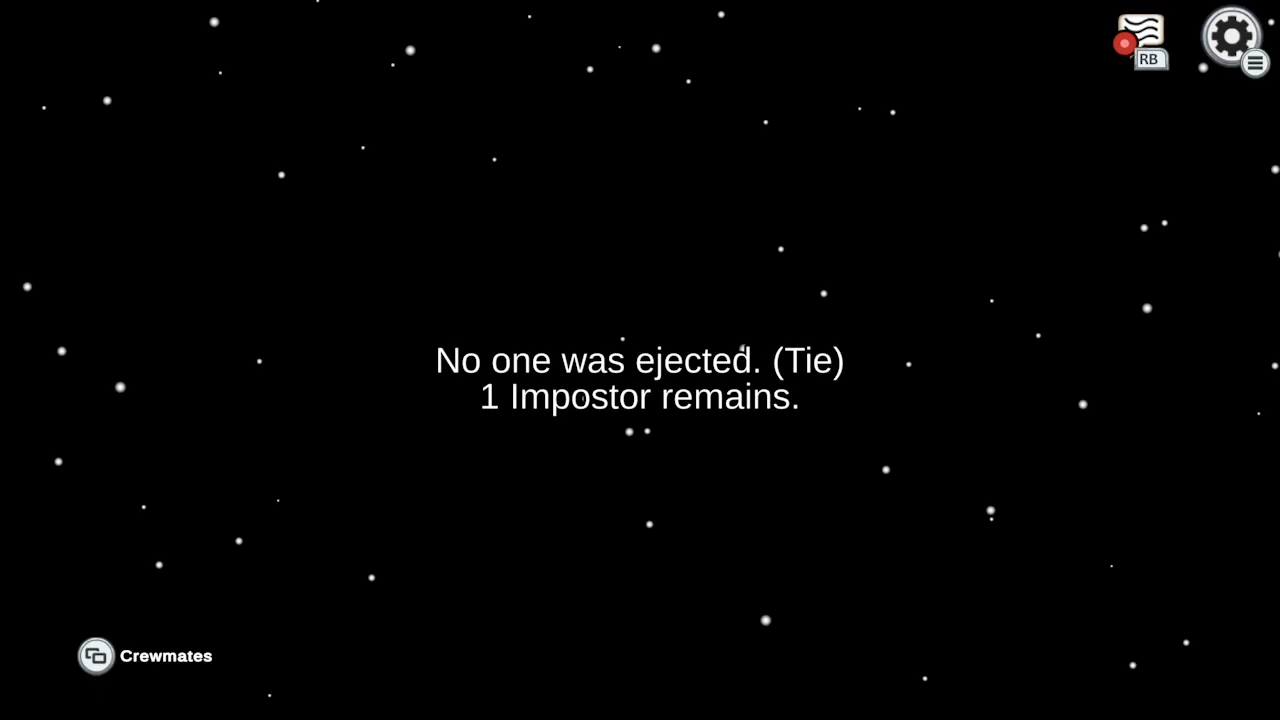 RB
No one was ejected. (Tie)
1 Impostor remains.
Crewmates